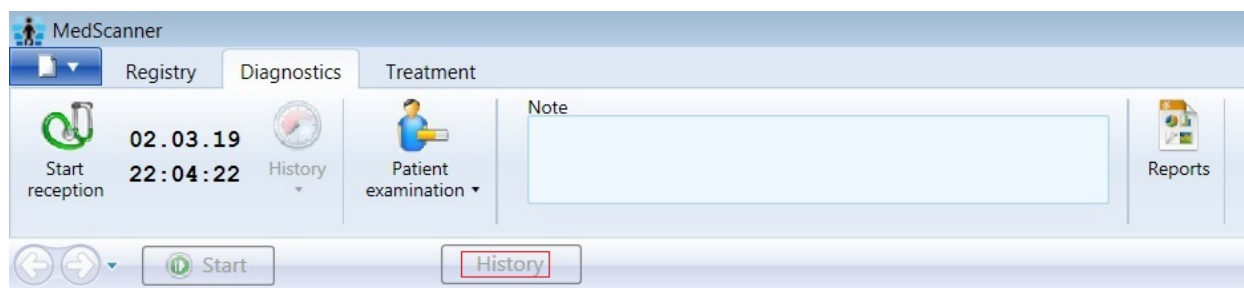 MedScanner
Registry Diagnostics Treatment
Note
02.03.19
Start reception 22:04:22 History Patient examination Reports
Start History